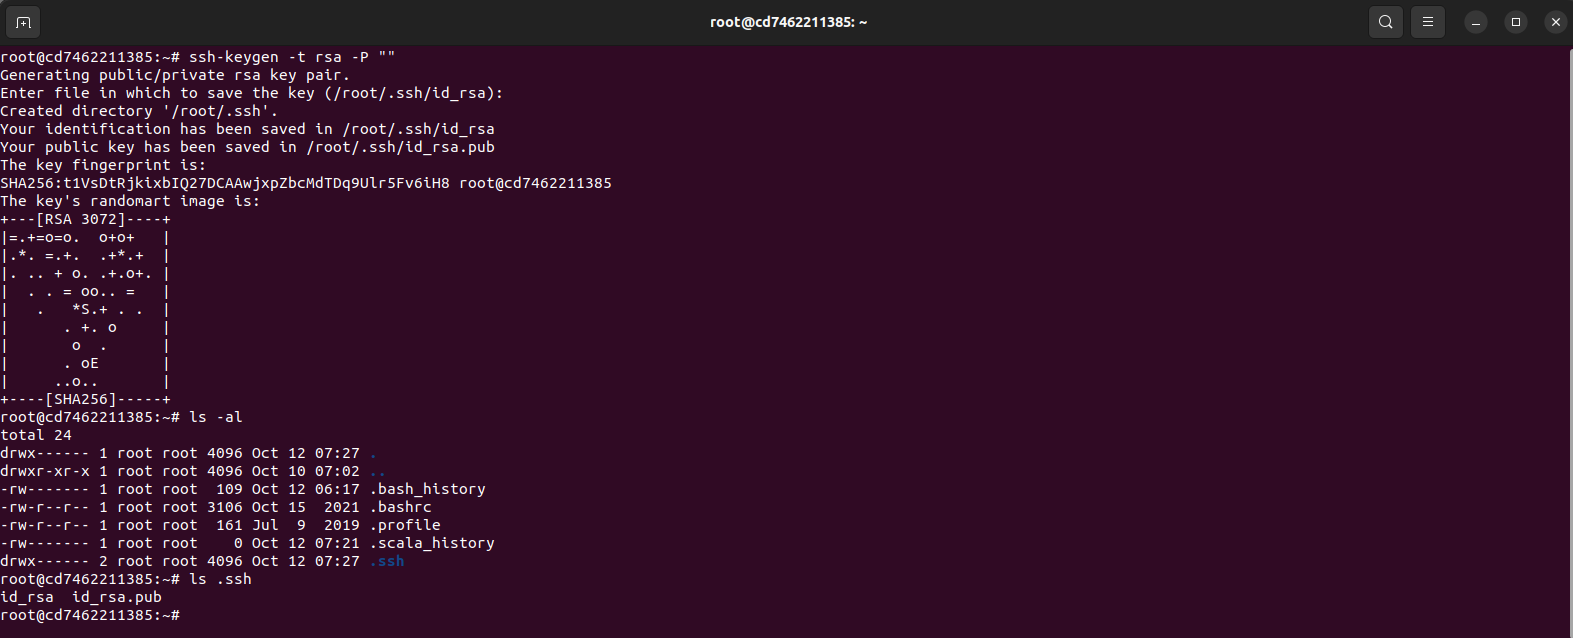 root@cd7462211385: ~
root@cd7462211385:~# ssh-keygen -t rsa -P ""
Generating public/private rsa key pair.
Enter file in which to save the key (/root/.ssh/id_rsa):
Created directory '/root/.ssh'.
Your identification has been saved in /root/.ssh/id_rsa
Your public key has been saved in /root/.ssh/id_rsa.pub
The key fingerprint is:
SHA256:t1VsDtRjkixbIQ27DCAAwjxpZbcMdTDq9Ulr5Fv6iH8 root@cd7462211385
The key's randomart image is:
+---[RSA 3072]----+
|=.+=o=o.  o+o+   |
|.*. =.+.  .+*.+  |
|. .. + o. .+.o+. |
|  . . = oo.. =   |
|   .   *S.+ . .  |
|      . +. o     |
|       o  .      |
|      . oE       |
|     ..o..       |
+----[SHA256]-----+
root@cd7462211385:~# ls -al
total 24
drwx------ 1 root root 4096 Oct 12 07:27 .
drwxr-xr-x 1 root root 4096 Oct 10 07:02 ..
-rw------- 1 root root  109 Oct 12 06:17 .bash_history
-rw-r--r-- 1 root root 3106 Oct 15  2021 .bashrc
-rw-r--r-- 1 root root  161 Jul  9  2019 .profile
-rw------- 1 root root    0 Oct 12 07:21 .scala_history
drwx------ 2 root root 4096 Oct 12 07:27 .ssh
root@cd7462211385:~# ls .ssh
id_rsa  id_rsa.pub
root@cd7462211385:~#